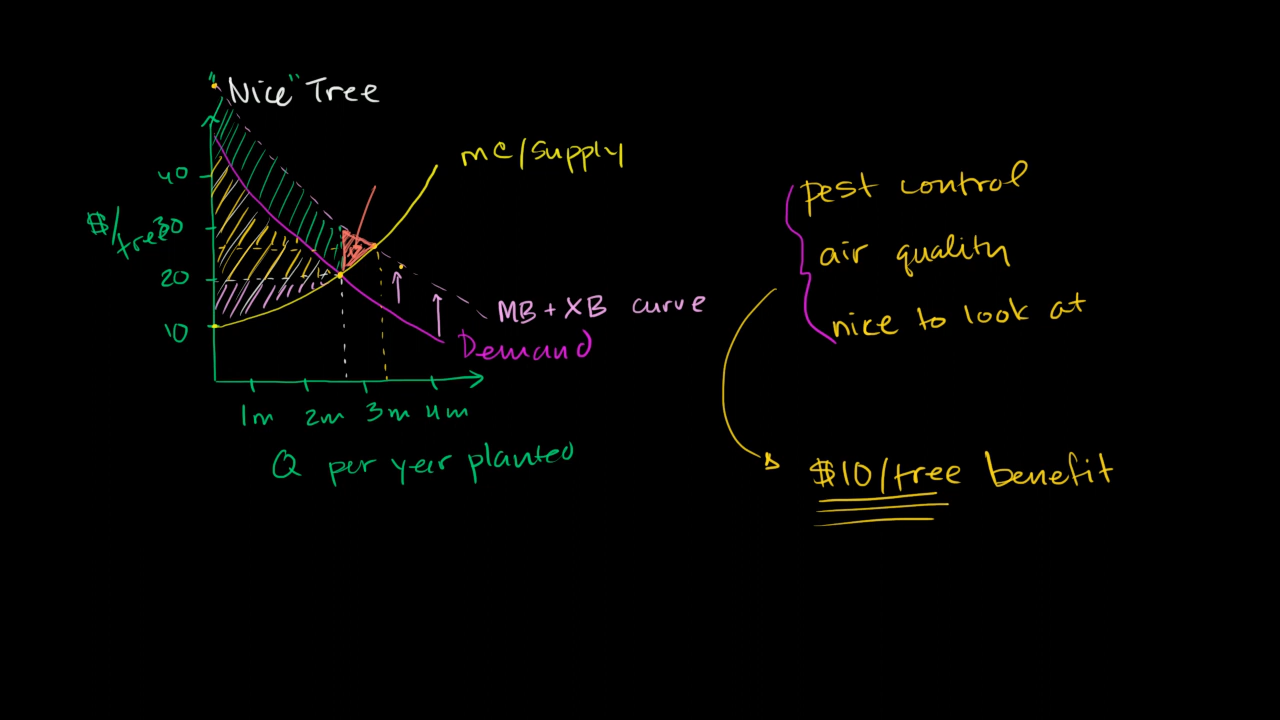 "Nice" Tree
mc/supply
40
$/tree
30
20
10
MB + XB curve
Demand
1m 2m 3m 4m
Q per year planted
pest control
air quality
nice to look at
$10/tree benefit